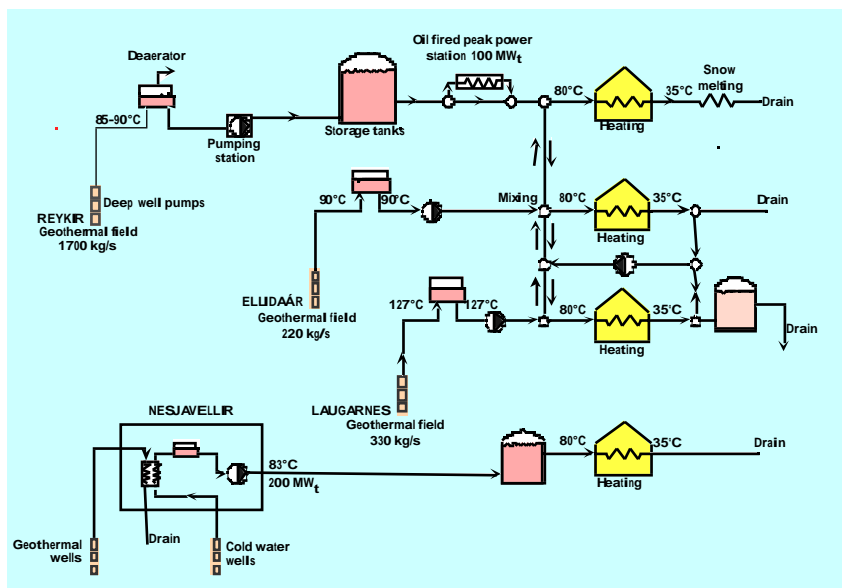 Oil fired peak power
station 100 MWt
Deaerator
85-90°C
Pumping
station
Storage tanks
80°C
Heating
35°C
Snow
melting
Drain
Deep well pumps
REYKIR
Geothermal field
1700 kg/s
90°C
90°C
Mixing
80°C
Heating
35°C
Drain
ELLIDAÁR
Geothermal field
220 kg/s
127°C
127°C
80°C
Heating
35°C
Drain
LAUGARNES
Geothermal field
330 kg/s
NESJAVELLIR
83°C
200 MWt
80°C
Heating
35°C
Drain
Geothermal
wells
Drain
Cold water
wells